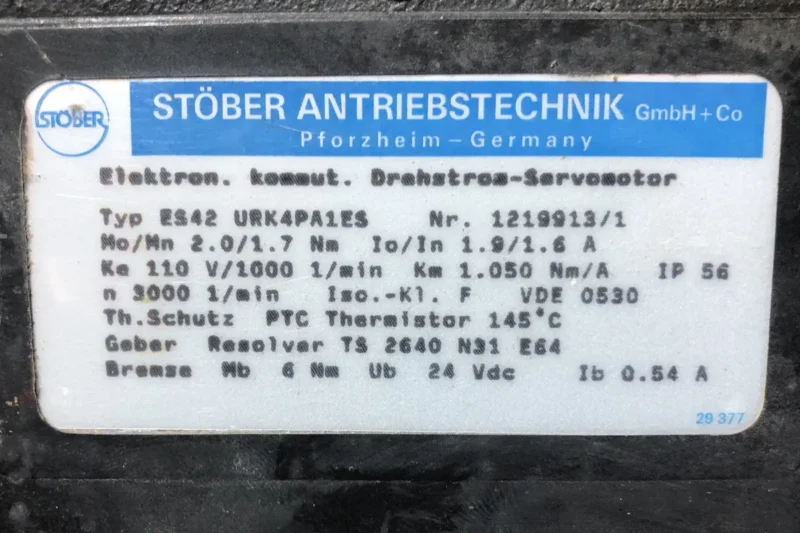 STÖBER
STÖBER ANTRIEBSTECHNIK GmbH + Co
Pforzheim – Germany
Elektron. kommut. Drehstrom-Servomotor
Typ ES42 URK4PA1ES Nr. 1219913/1
Mo/Mn 2.0/1.7 Nm Io/In 1.9/1.6 A
Ke 110 V/1000 1/min Km 1.050 Nm/A IP 56
n 3000 1/min Iso.-Kl. F VDE 0530
Th.Schutz PTC Thermistor 145°C
Geber Resolver TS 2640 N31 E64
Bremse Mb 6 Nm Ub 24 Vdc Ib 0.54 A
29 377